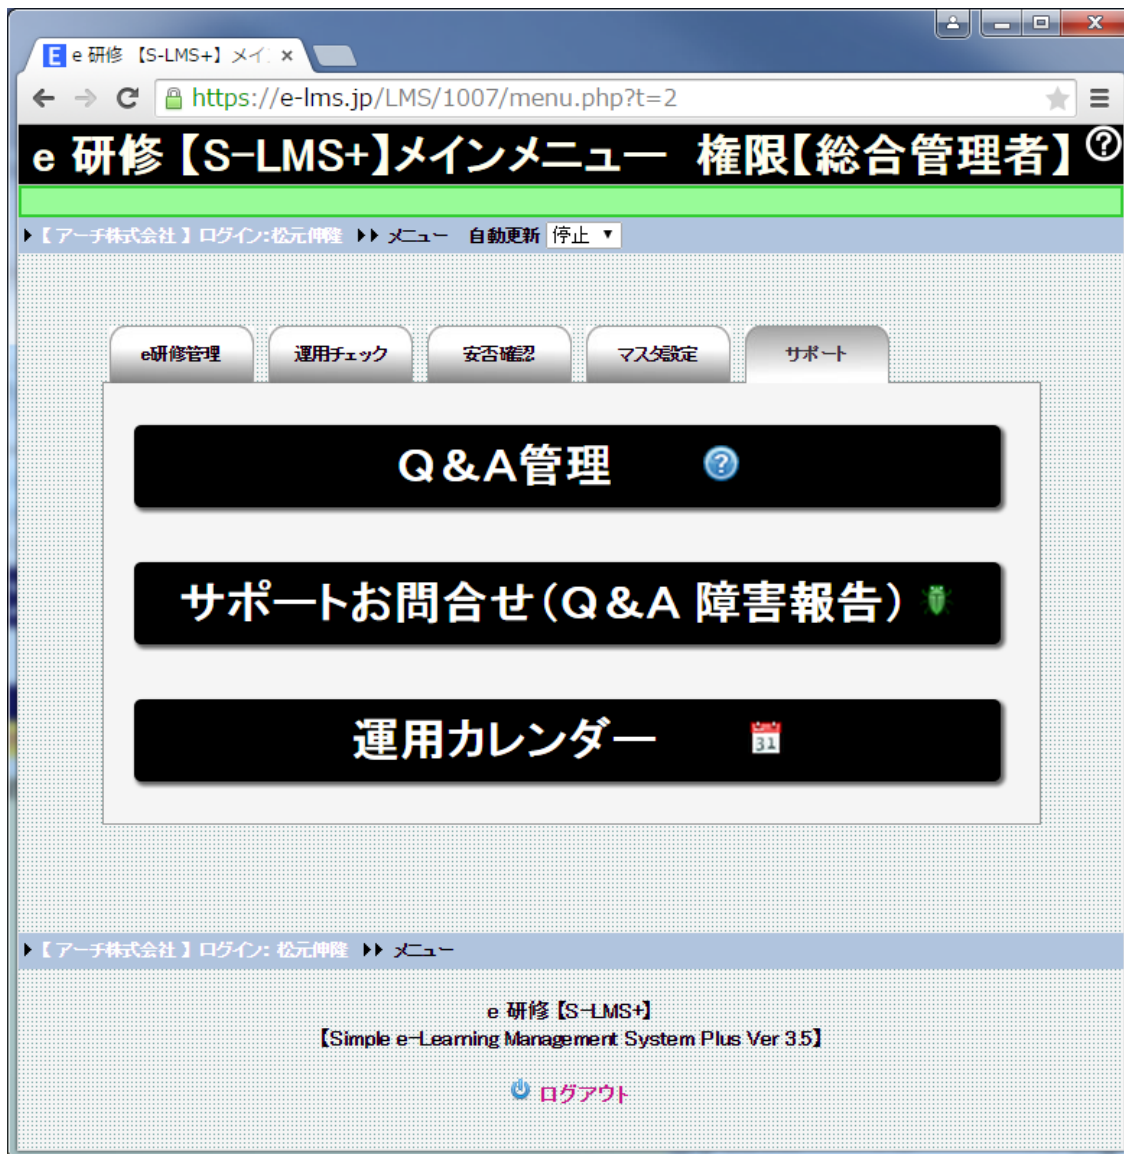 e 研修 【S-LMS+】 メイ
https://e-lms.jp/LMS/1007/menu.php?t=2
e 研修【S-LMS+】メインメニュー 権限【総合管理者】
【アーチ株式会社】ログイン:松元伸隆 メニュー 自動更新 停止
e研修管理 運用チェック 安否確認 マスタ設定 サポート
Q&A管理
サポートお問合せ(Q&A 障害報告)
31
運用カレンダー
【アーチ株式会社】ログイン: 松元伸隆 メニュー
e 研修【S-LMS+】
【Simple e-Learning Management System Plus Ver 3.5】
ログアウト